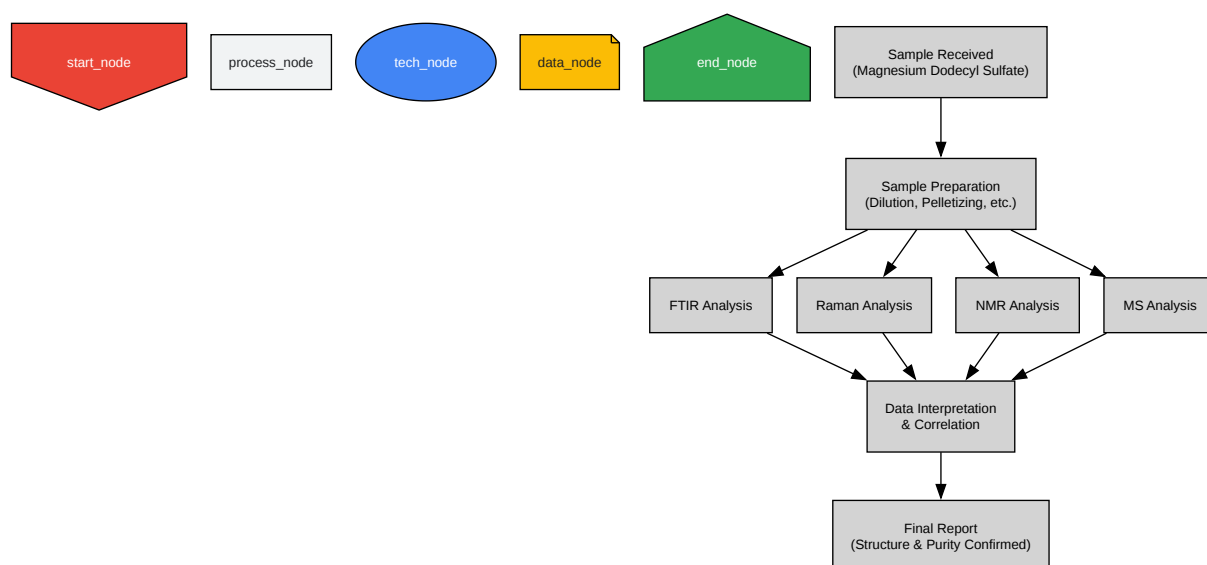 start_node
process_node
tech_node
data_node
end_node
Sample Received
(Magnesium Dodecyl Sulfate)
Sample Preparation
(Dilution, Pelletizing, etc.)
FTIR Analysis
Raman Analysis
NMR Analysis
MS Analysis
Data Interpretation
& Correlation
Final Report
(Structure & Purity Confirmed)